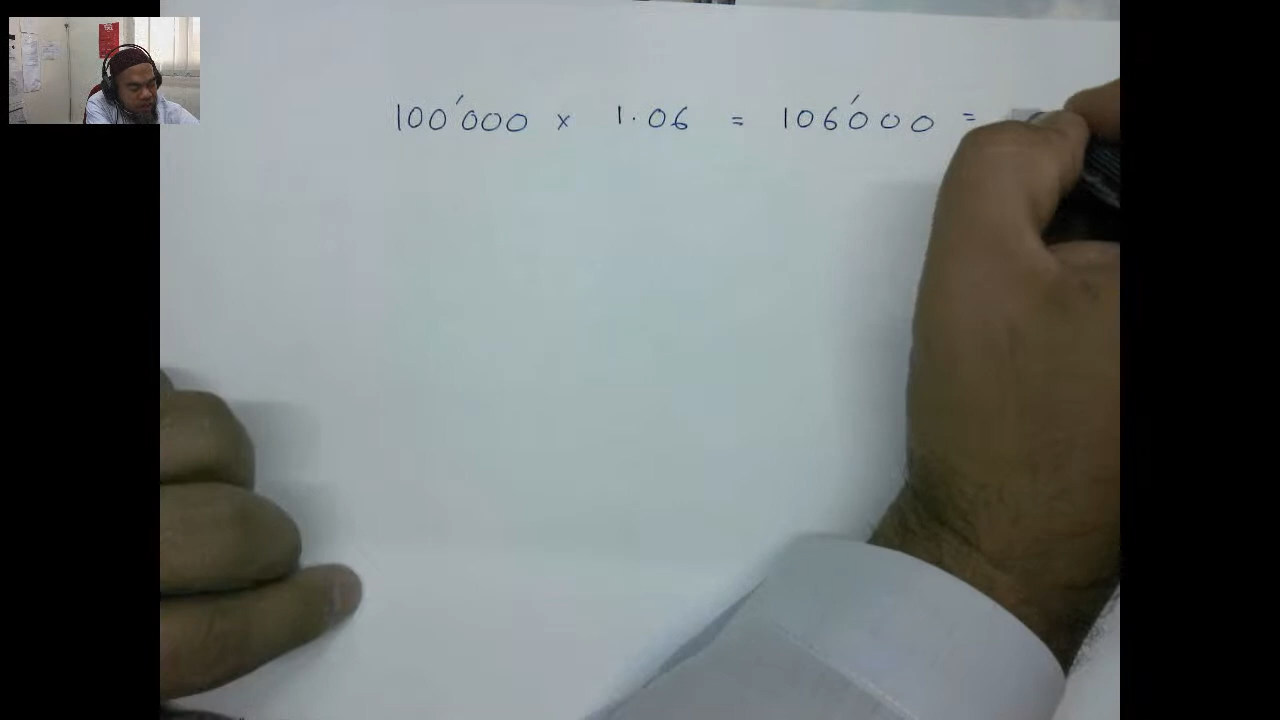 100'000 x 1.06 = 106'000 =